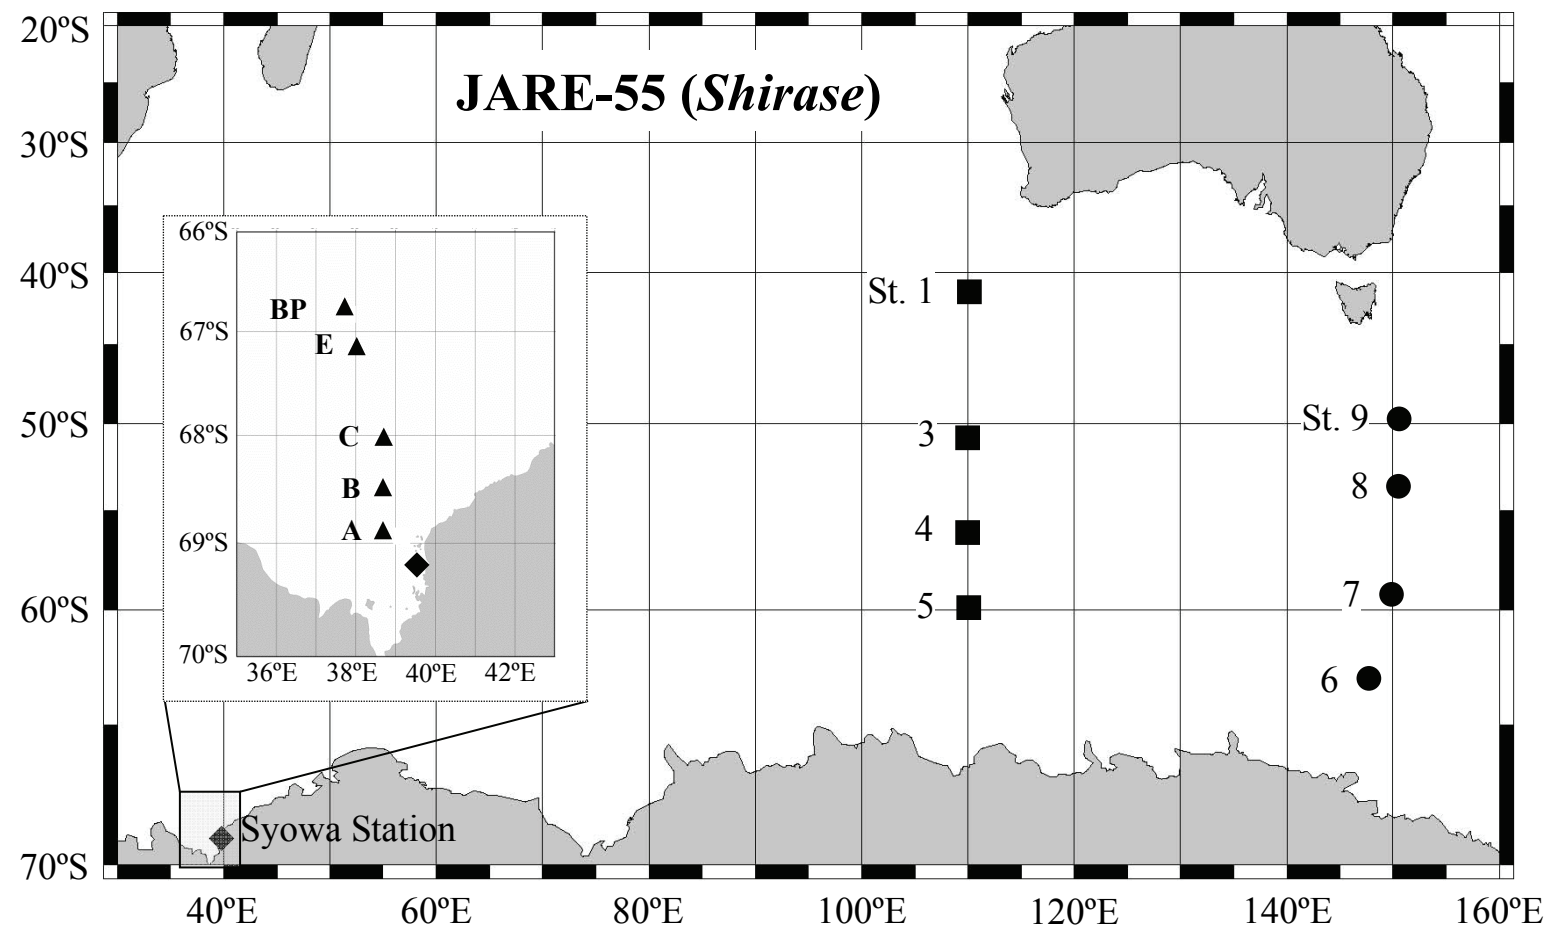 20ºS
JARE-55 (Shirase)
30ºS
66ºS
BP
67ºS
E
68ºS
C
B
A
69ºS
70ºS
36ºE 38ºE 40ºE 42ºE
40ºS
St. 1
50ºS
3
St. 9
8
4
60ºS
5
7
6
Syowa Station
70ºS
40ºE 60ºE 80ºE 100ºE 120ºE 140ºE 160ºE